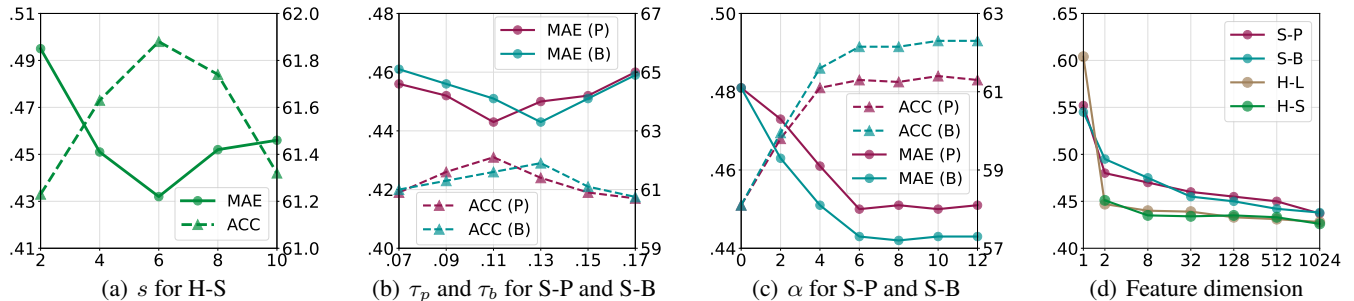 .51
.49
.47
.45
.43
.41
62.0
61.8
61.6
61.4
61.2
61.0
2 4 6 8 10
MAE
ACC
(a) s for H-S
.48
.46
.44
.42
.40
67
65
63
61
59
.07 .09 .11 .13 .15 .17
MAE (P)
MAE (B)
ACC (P)
ACC (B)
(b) τp and τb for S-P and S-B
.50
.48
.46
.44
63
61
58
57
0 2 4 6 8 10 12
ACC (P)
ACC (B)
MAE (P)
MAE (B)
(c) α for S-P and S-B
.65
.60
.55
.50
.45
.40
1 2 8 32 128 512 1024
S-P
S-B
H-L
H-S
(d) Feature dimension